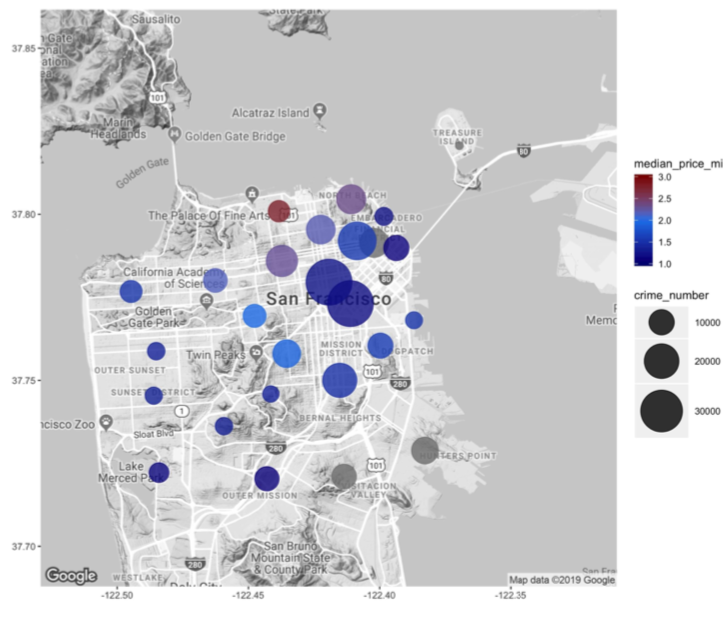 Sausalito
37.85
101
Marin
Headlands
Alcatraz Island
Golden Gate Bridge
Golden Gate
TREASURE
ISLAND
80
median_price_mi
3.0
2.5
2.0
1.5
1.0
37.80
NORTH BEACH
The Palace Of Fine Arts
101
EMBARCADERO
FINANCIAL
80
California Academy
of Sciences
San Francisco
Golden
Gate Park
crime_number
10000
20000
30000
Twin Peaks
MISSION
DISTRICT
DOGPATCH
101
280
37.75
OUTER SUNSET
SUNSET DISTRICT
1
ncisco Zoo
Sloat Blvd
BERNAL HEIGHTS
280
Lake
Merced Park
101
HUNTERS POINT
OUTER MISSION
SITACION
VALLEY
37.70
San Bruno
Mountain State
& County Park
280
WESTLAKE
Daly City
Google
Map data ©2019 Google
-122.50
-122.45
-122.40
-122.35